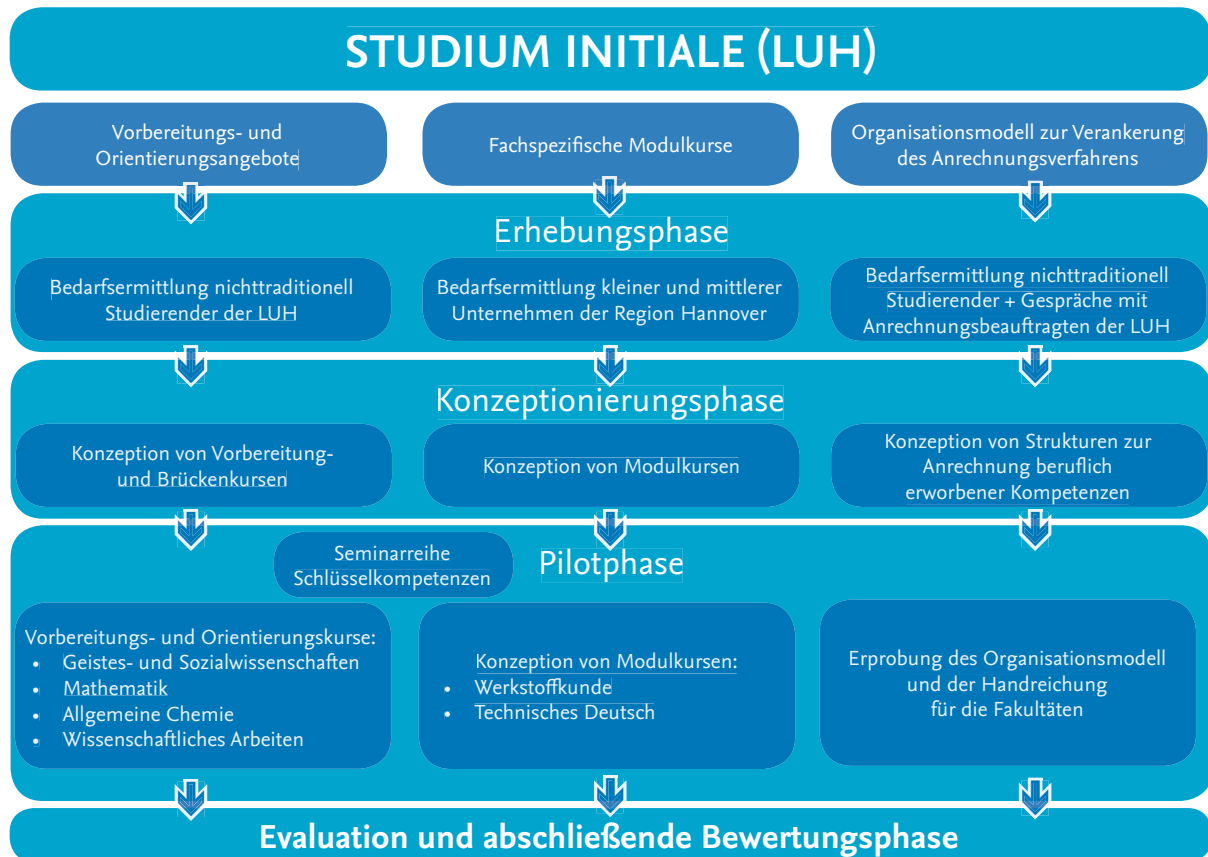 STUDIUM INITIALE (LUH)
Vorbereitungs- und
Orientierungsangebote
Fachspezifische Modulkurse
Organisationsmodell zur Verankerung
des Anrechnungsverfahrens
Erhebungsphase
Bedarfsermittlung nichttraditionell
Studierender der LUH
Bedarfsermittlung kleiner und mittlerer
Unternehmen der Region Hannover
Bedarfsermittlung nichttraditionell
Studierender + Gespräche mit
Anrechnungsbeauftragten der LUH
Konzeptionierungsphase
Konzeption von Vorbereitung-
und Brückenkursen
Konzeption von Modulkursen
Konzeption von Strukturen zur
Anrechnung beruflich
erworbener Kompetenzen
Pilotphase
Seminarreihe
Schlüsselkompetenzen
Vorbereitungs- und Orientierungskurse:
• Geistes- und Sozialwissenschaften
• Mathematik
• Allgemeine Chemie
• Wissenschaftliches Arbeiten
Konzeption von Modulkursen:
• Werkstoffkunde
• Technisches Deutsch
Erprobung des Organisationsmodell
und der Handreichung
für die Fakultäten
Evaluation und abschließende Bewertungsphase